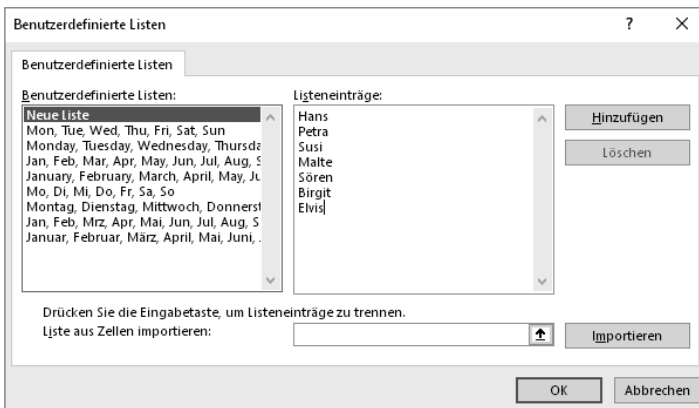 Benutzerdefinierte Listen ?
Benutzerdefinierte Listen
Benutzerdefinierte Listen:
Neue Liste
Mon, Tue, Wed, Thu, Fri, Sat, Sun
Monday, Tuesday, Wednesday, Thursda
Jan, Feb, Mar, Apr, May, Jun, Jul, Aug, S
January, February, March, April, May, Ju
Mo, Di, Mi, Do, Fr, Sa, So
Montag, Dienstag, Mittwoch, Donnerst
Jan, Feb, Mrz, Apr, Mai, Jun, Jul, Aug, S
Januar, Februar, März, April, Mai, Juni,
Listeneinträge:
Hans
Petra
Susi
Malte
Sören
Birgit
Elvis
Hinzufügen
Löschen
Drücken Sie die Eingabetaste, um Listeneinträge zu trennen.
Liste aus Zellen importieren:
Importieren
OK
Abbrechen